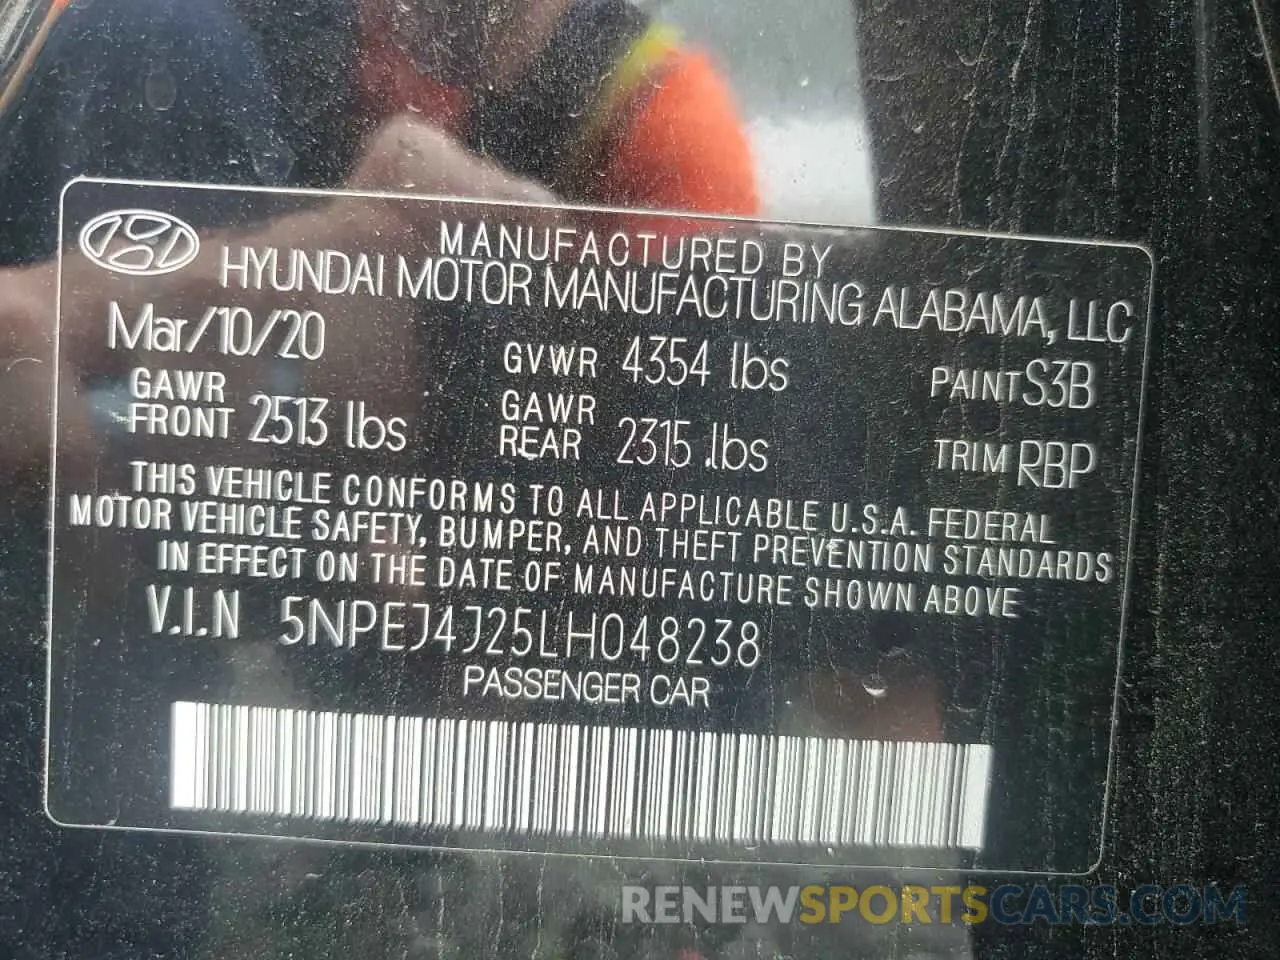 MANUFACTURED BY
HYUNDAI MOTOR MANUFACTURING ALABAMA, LLC
Mar/10/20 GVWR 4354 lbs PAINT S3B
GAWR FRONT 2513 lbs GAWR REAR 2315 lbs TRIM RBP
THIS VEHICLE CONFORMS TO ALL APPLICABLE U.S.A. FEDERAL
MOTOR VEHICLE SAFETY, BUMPER, AND THEFT PREVENTION STANDARDS
IN EFFECT ON THE DATE OF MANUFACTURE SHOWN ABOVE
V.I.N 5NPEJ4J25LH048238
PASSENGER CAR
RENEWSPORTSCARS.COM